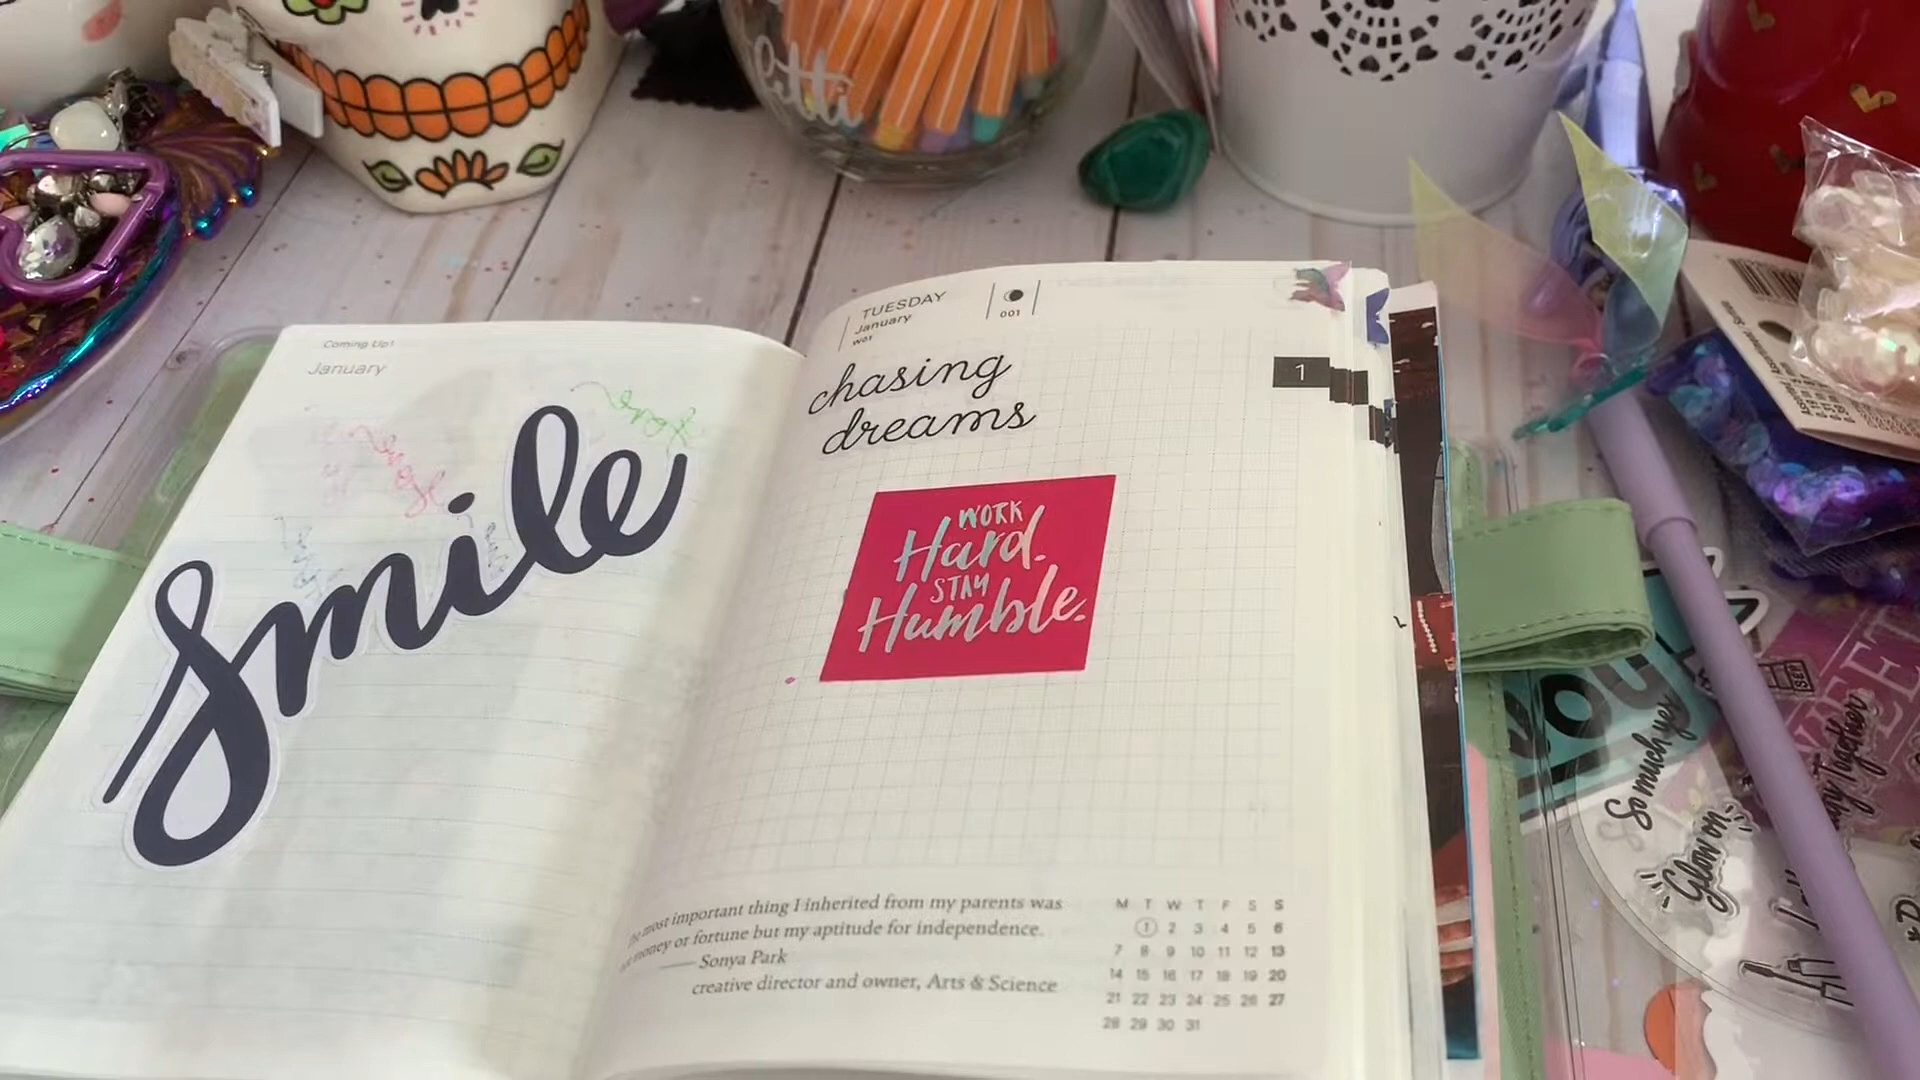 Coming Up!
January
smile
TUESDAY
January
W01
001
1
chasing
dreams
WORK
Hard.
STAY
Humble.
most important thing I inherited from my parents was
money or fortune but my aptitude for independence.
Sonya Park
creative director and owner, Arts & Science
M T W T F S S
1 2 3 4 5 6
7 8 9 10 11 12 13
14 15 16 17 18 19 20
21 22 23 24 25 26 27
28 29 30 31
So much yes
Glow on
Together